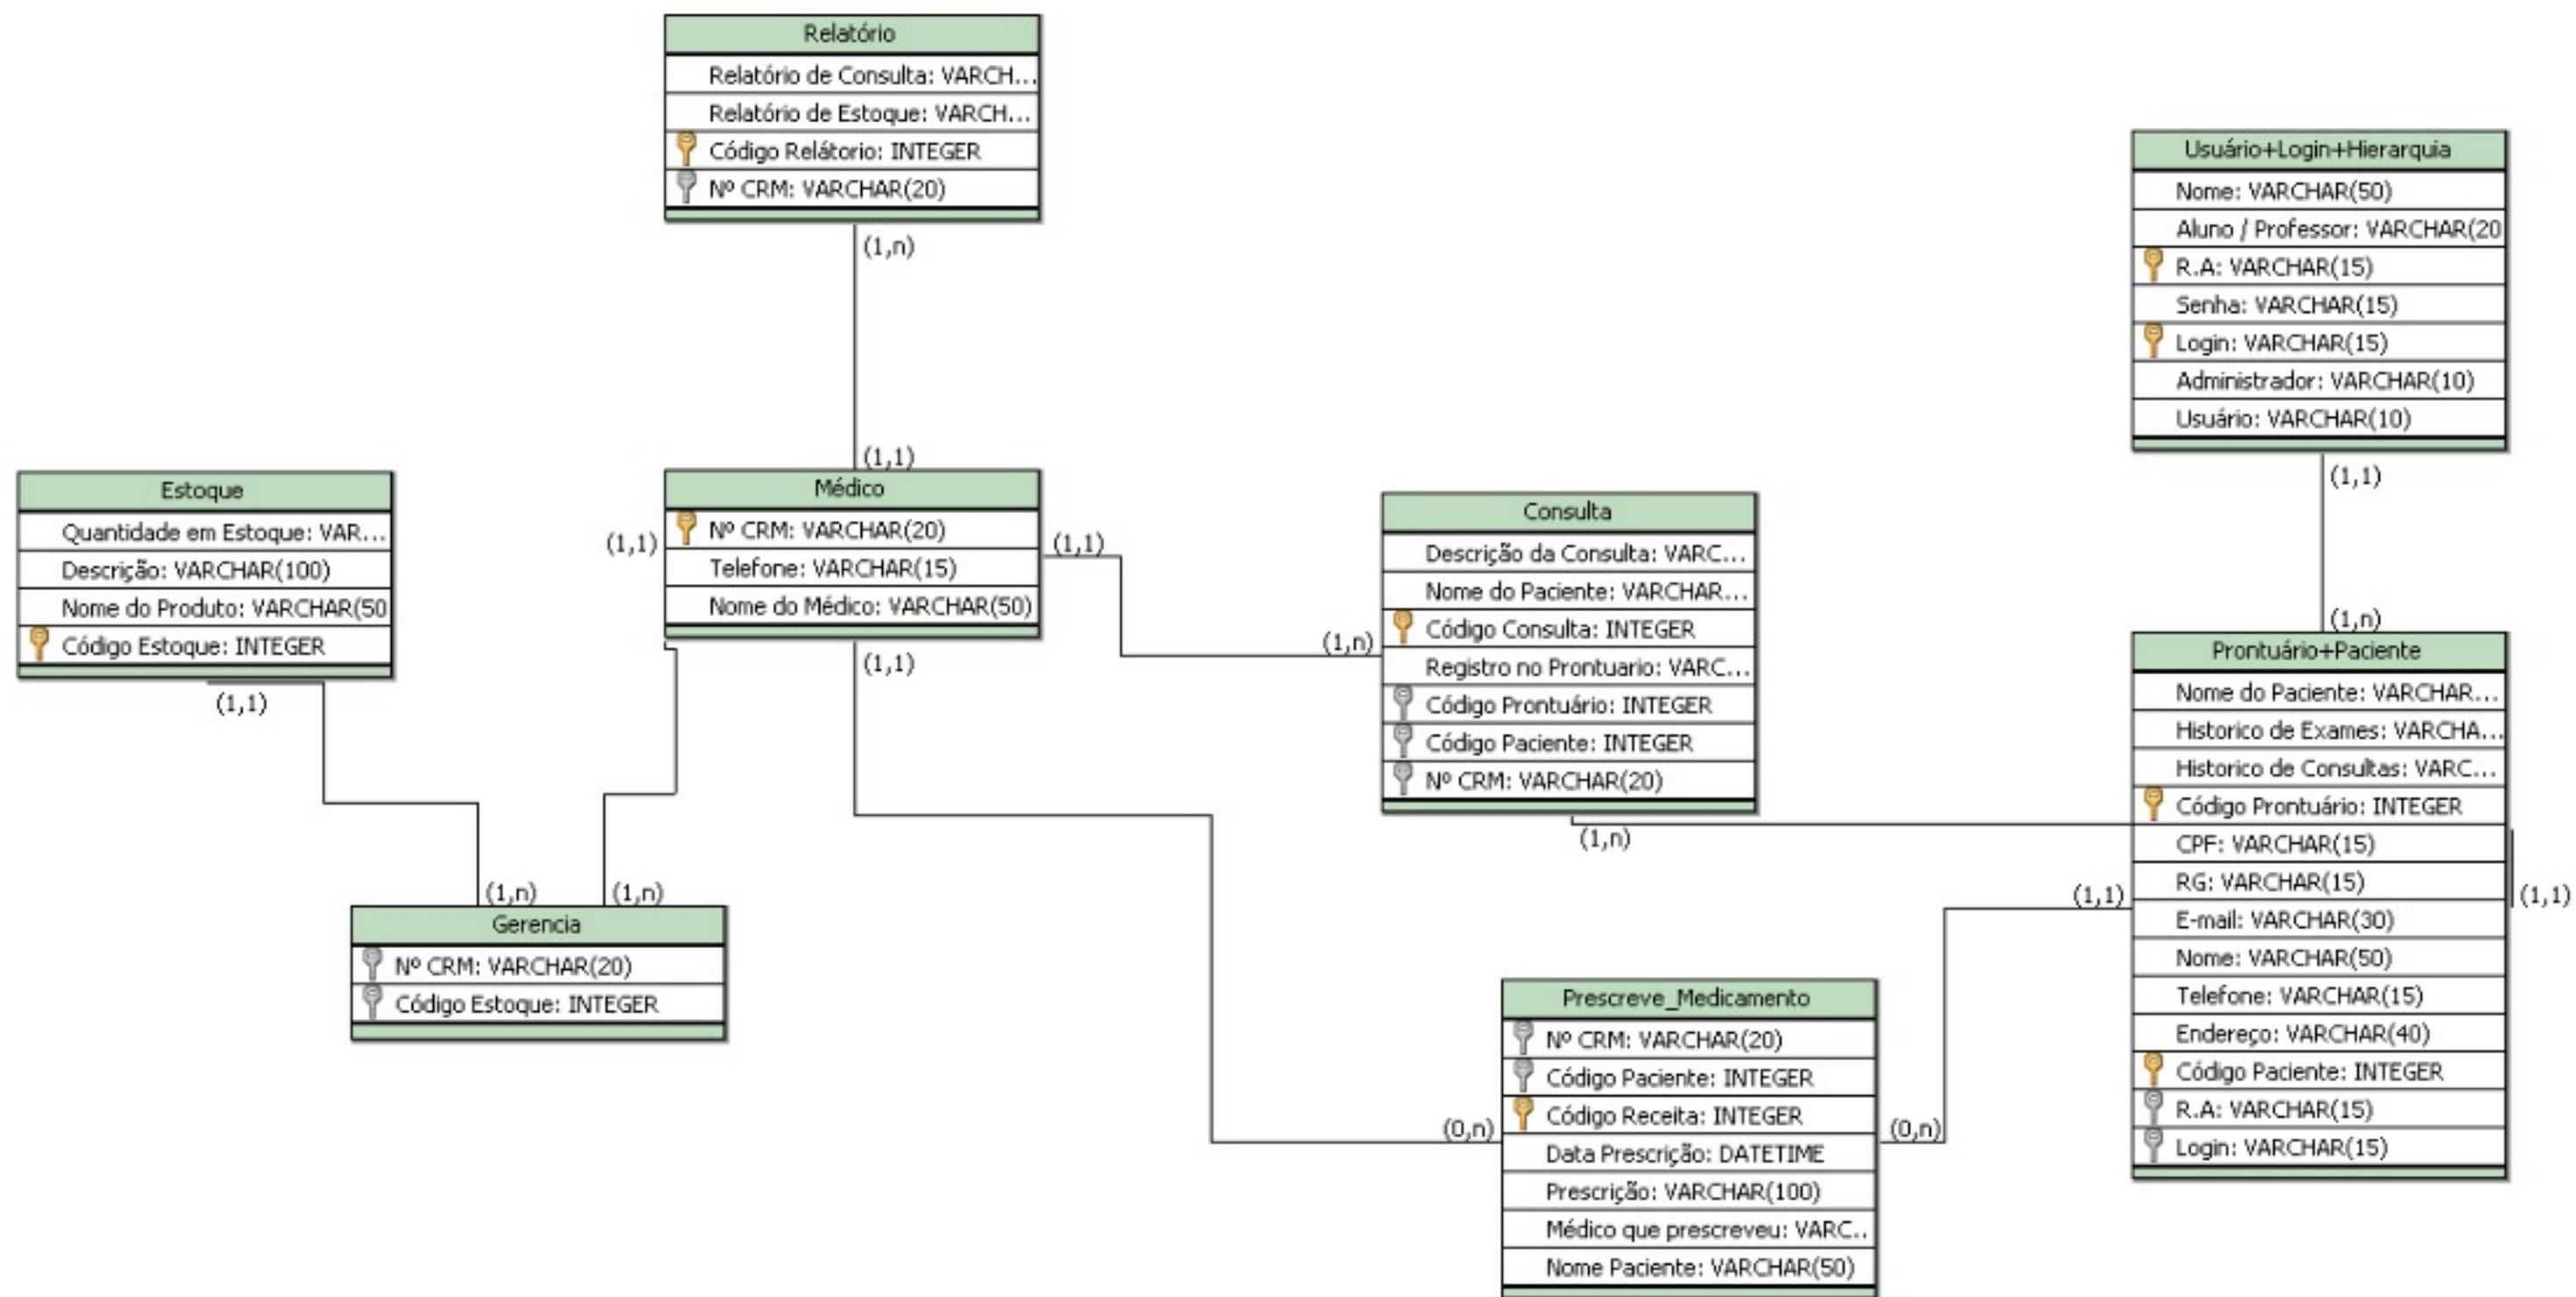 Relatório
Relatório de Consulta: VARCH...
Relatório de Estoque: VARCH...
Código Relátorio: INTEGER
Nº CRM: VARCHAR(20)
(1,n)
(1,1)
Usuário+Login+Hierarquia
Nome: VARCHAR(50)
Aluno / Professor: VARCHAR(20
R.A: VARCHAR(15)
Senha: VARCHAR(15)
Login: VARCHAR(15)
Administrador: VARCHAR(10)
Usuário: VARCHAR(10)
(1,1)
(1,n)
Estoque
Quantidade em Estoque: VAR...
Descrição: VARCHAR(100)
Nome do Produto: VARCHAR(50
Código Estoque: INTEGER
(1,1)
Médico
Nº CRM: VARCHAR(20)
Telefone: VARCHAR(15)
Nome do Médico: VARCHAR(50)
(1,1)
(1,1)
(1,1)
Consulta
Descrição da Consulta: VARC...
Nome do Paciente: VARCHAR...
Código Consulta: INTEGER
Registro no Prontuario: VARC...
Código Prontuário: INTEGER
Código Paciente: INTEGER
Nº CRM: VARCHAR(20)
(1,n)
(1,n)
Prontuário+Paciente
Nome do Paciente: VARCHAR...
Historico de Exames: VARCHA...
Historico de Consultas: VARC...
Código Prontuário: INTEGER
CPF: VARCHAR(15)
RG: VARCHAR(15)
E-mail: VARCHAR(30)
Nome: VARCHAR(50)
Telefone: VARCHAR(15)
Endereço: VARCHAR(40)
Código Paciente: INTEGER
R.A: VARCHAR(15)
Login: VARCHAR(15)
(1,1)
(1,1)
(1,n)
(1,n)
Gerencia
Nº CRM: VARCHAR(20)
Código Estoque: INTEGER
Prescreve_Medicamento
Nº CRM: VARCHAR(20)
Código Paciente: INTEGER
Código Receita: INTEGER
Data Prescrição: DATETIME
Prescrição: VARCHAR(100)
Médico que prescreveu: VARC..
Nome Paciente: VARCHAR(50)
(0,n)
(0,n)